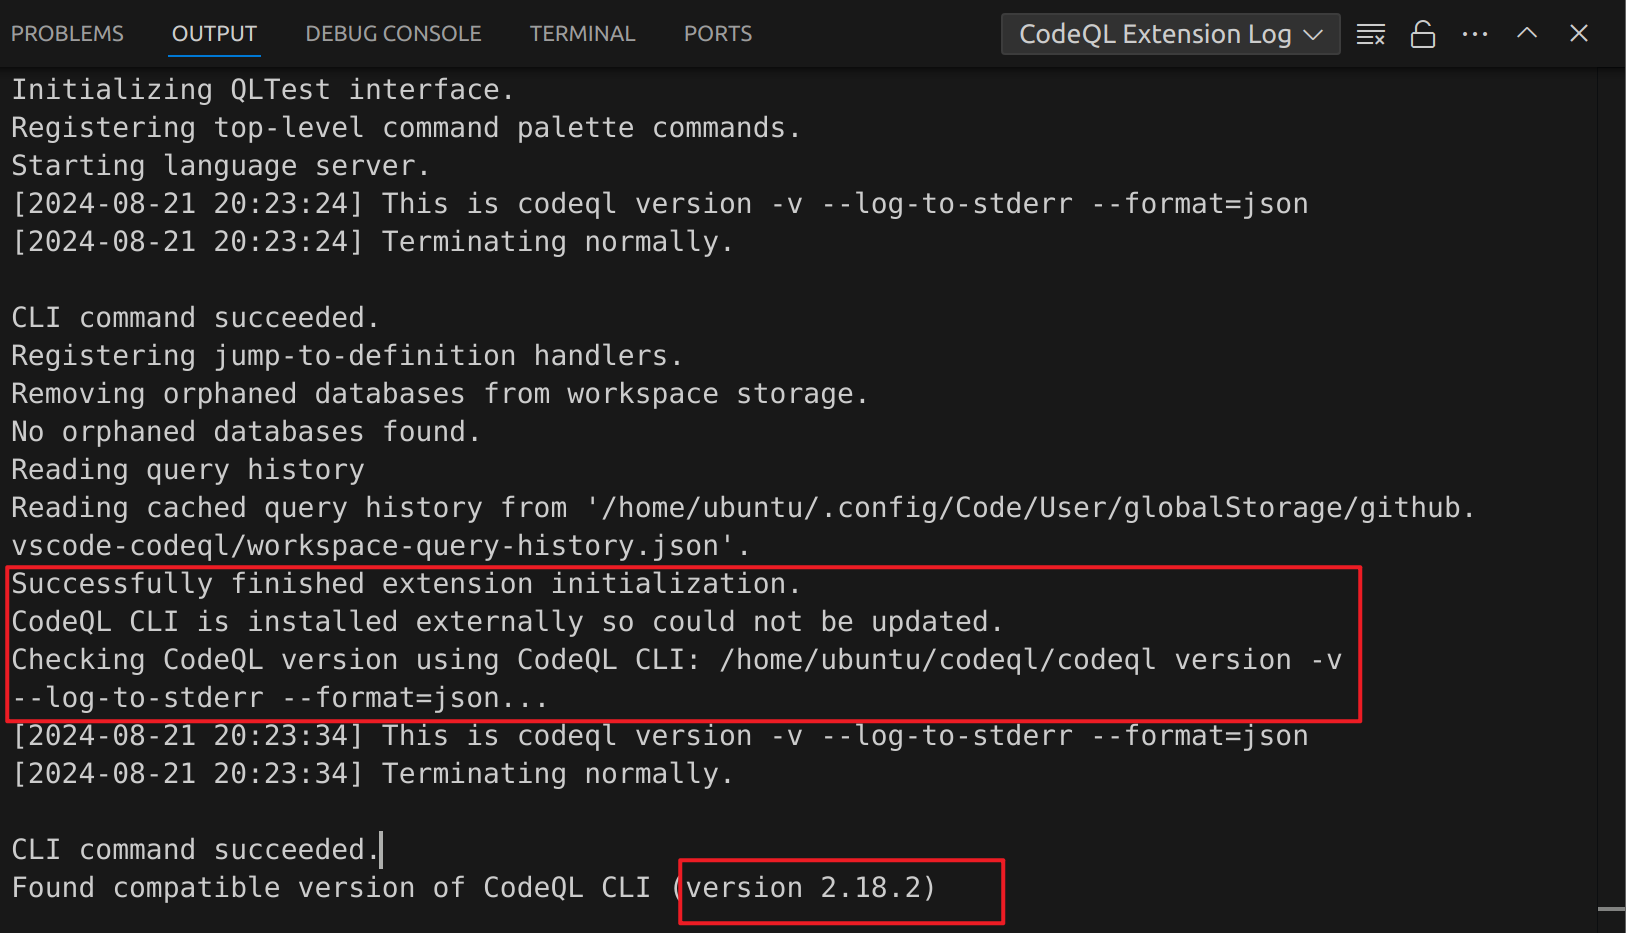 PROBLEMS OUTPUT DEBUG CONSOLE TERMINAL PORTS CodeQL Extension Log
Initializing QLTest interface.
Registering top-level command palette commands.
Starting language server.
[2024-08-21 20:23:24] This is codeql version -v --log-to-stderr --format=json
[2024-08-21 20:23:24] Terminating normally.
CLI command succeeded.
Registering jump-to-definition handlers.
Removing orphaned databases from workspace storage.
No orphaned databases found.
Reading query history
Reading cached query history from '/home/ubuntu/.config/Code/User/globalStorage/github.
vscode-codeql/workspace-query-history.json'.
Successfully finished extension initialization.
CodeQL CLI is installed externally so could not be updated.
Checking CodeQL version using CodeQL CLI: /home/ubuntu/codeql/codeql version -v
--log-to-stderr --format=json...
[2024-08-21 20:23:34] This is codeql version -v --log-to-stderr --format=json
[2024-08-21 20:23:34] Terminating normally.
CLI command succeeded.
Found compatible version of CodeQL CLI (version 2.18.2)